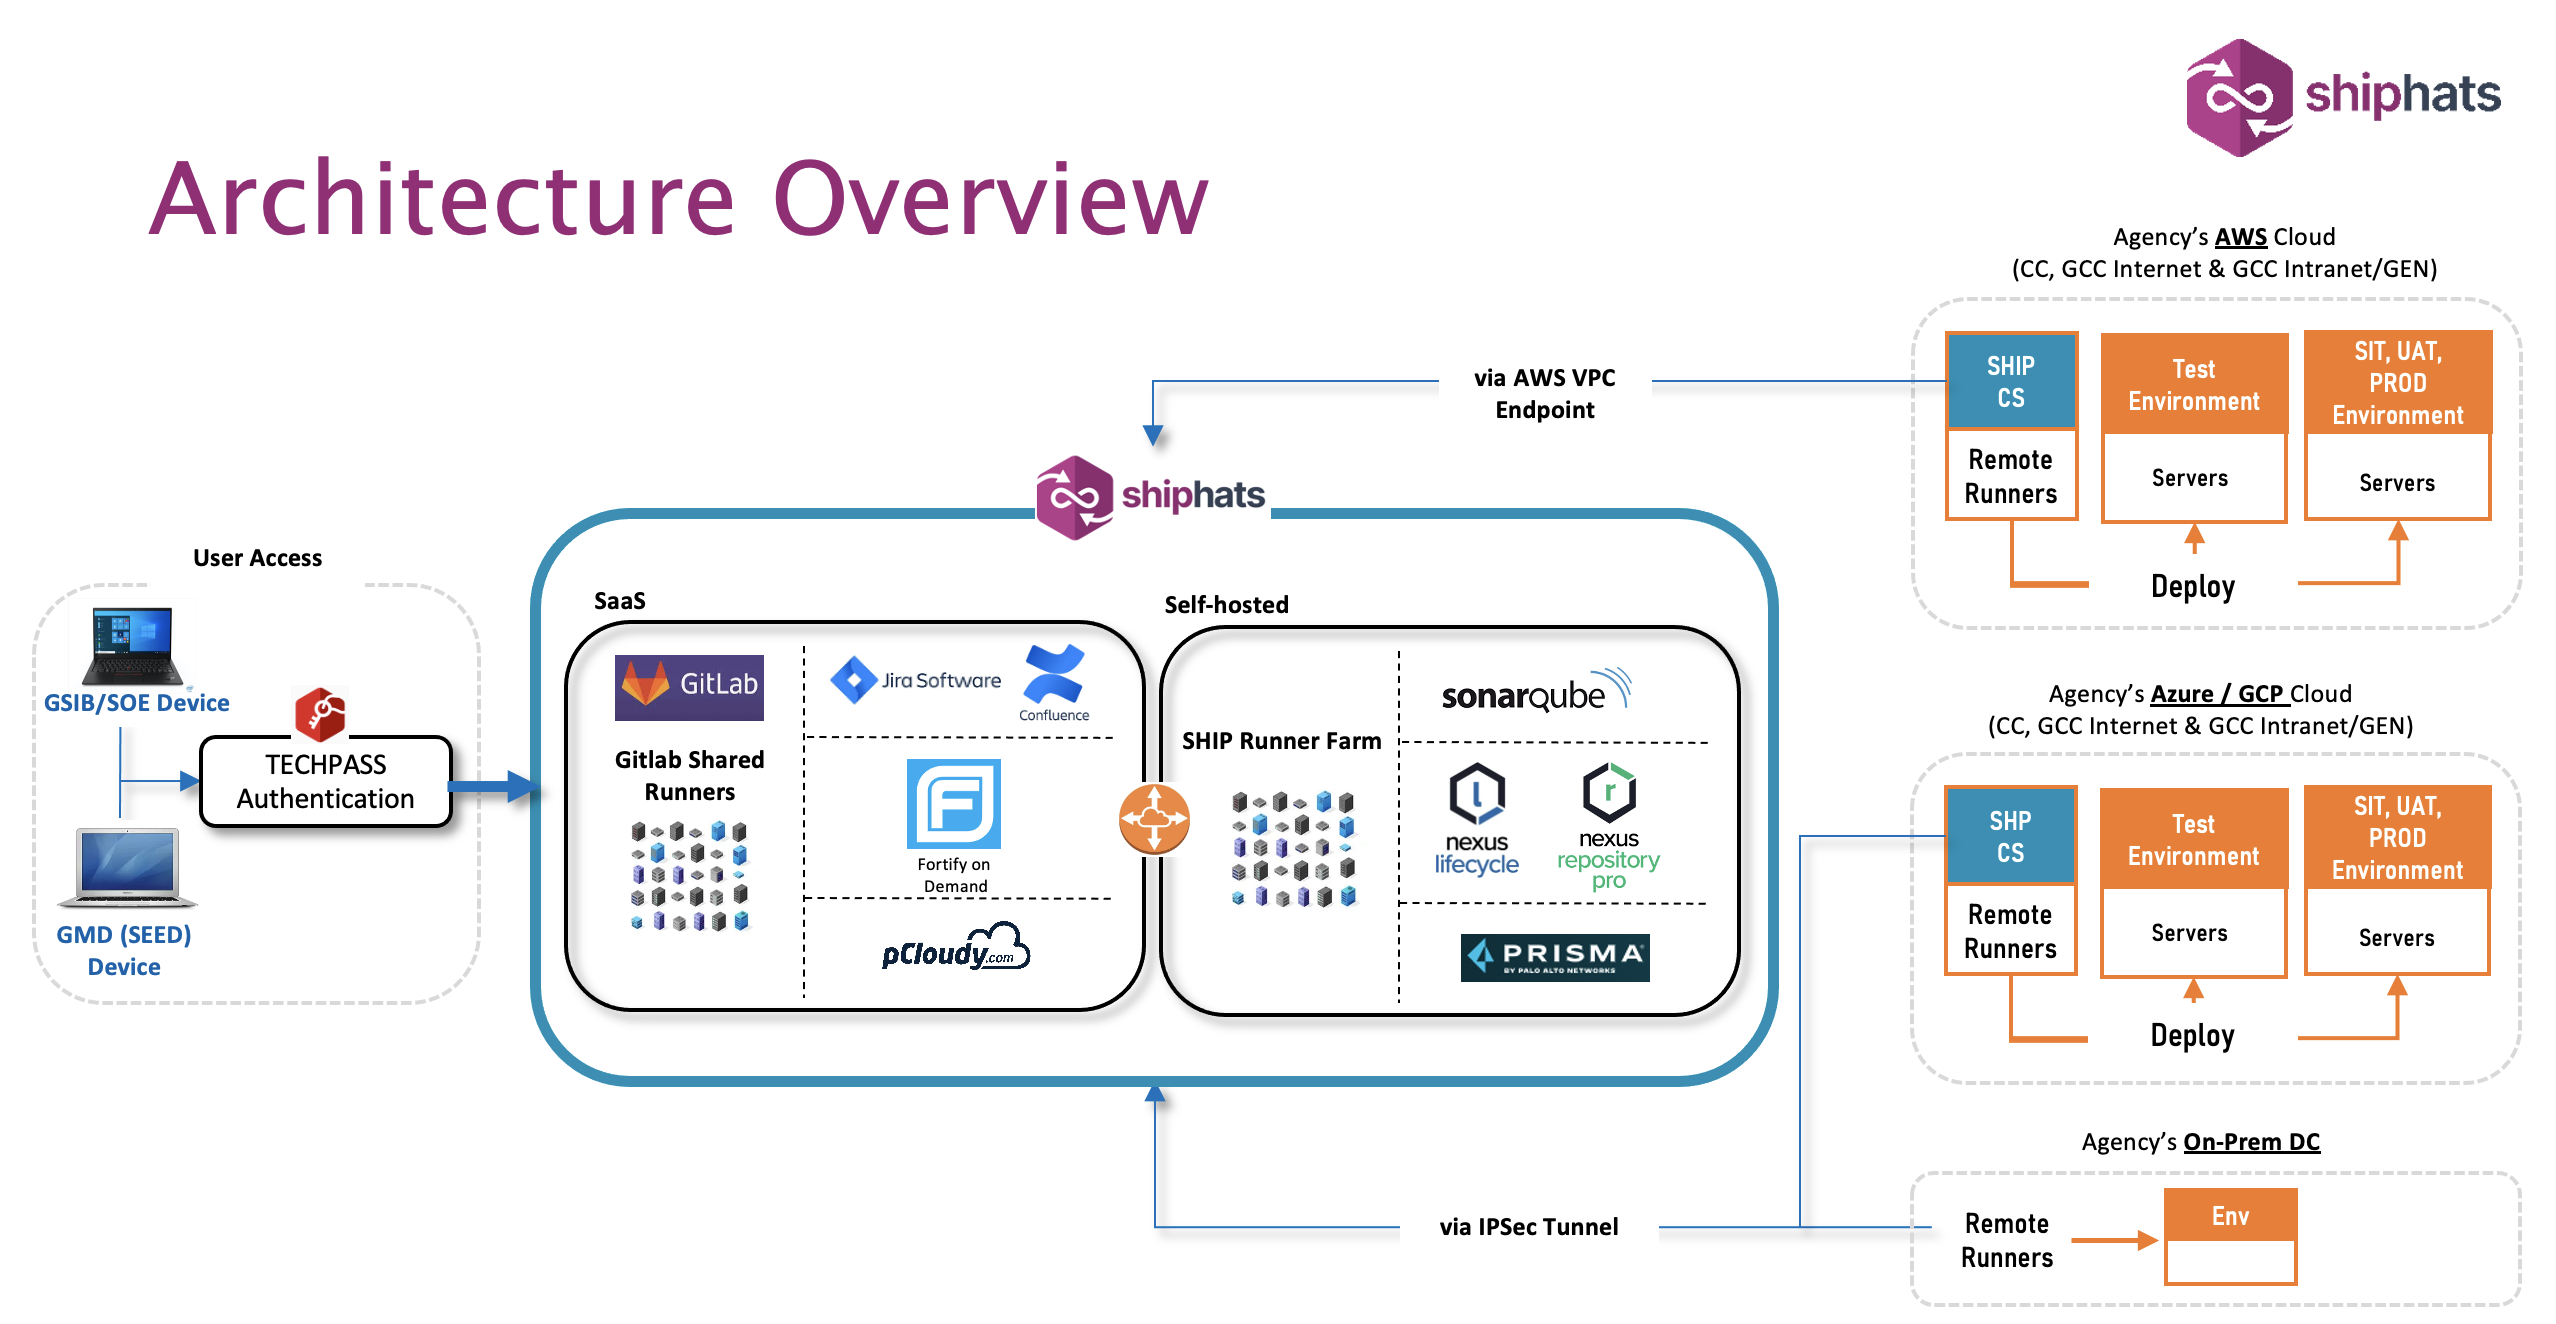 shiphats
Architecture Overview
Agency’s AWS Cloud
(CC, GCC Internet & GCC Intranet/GEN)
SHIP
CS
Remote
Runners
Test
Environment
Servers
SIT, UAT,
PROD
Environment
Servers
Deploy
via AWS VPC
Endpoint
shiphats
User Access
GSIB/SOE Device
TECHPASS
Authentication
GMD (SEED)
Device
SaaS
GitLab
Gitlab Shared
Runners
Jira Software
Confluence
Fortify on
Demand
pCloudy.com
Self-hosted
SHIP Runner Farm
sonarqube
nexus
lifecycle
nexus
repository
pro
PRISMA
BY PALO ALTO NETWORKS
Agency’s Azure / GCP Cloud
(CC, GCC Internet & GCC Intranet/GEN)
SHP
CS
Remote
Runners
Test
Environment
Servers
SIT, UAT,
PROD
Environment
Servers
Deploy
via IPSec Tunnel
Agency’s On-Prem DC
Remote
Runners
Env